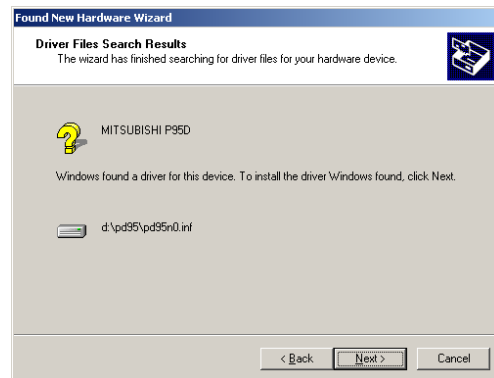 Found New Hardware Wizard
Driver Files Search Results
The wizard has finished searching for driver files for your hardware device.
MITSUBISHI P95D
Windows found a driver for this device. To install the driver Windows found, click Next.
d:\pd95\pd95n0.inf
< Back Next > Cancel